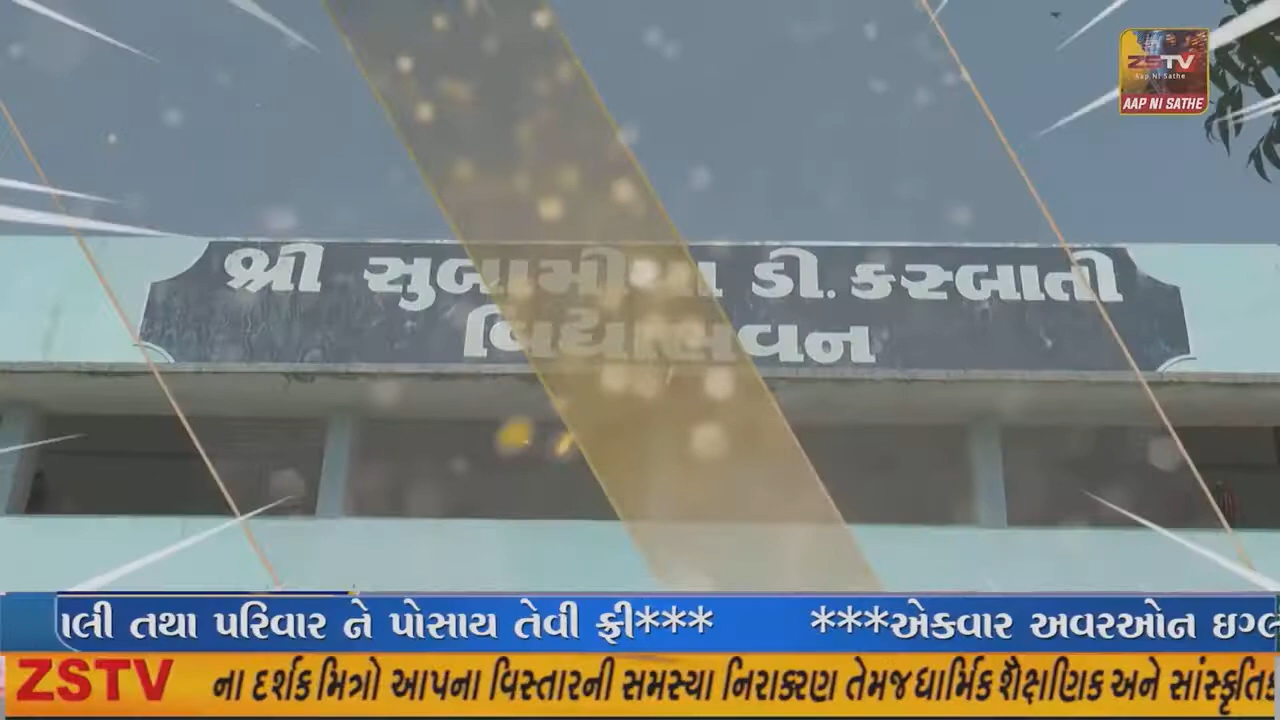 ZSTV
Aap Ni Sathe
AAP NI SATHE
શ્રી સુબામીયા ડી. કરબાતી
વિદ્યાભવન
ાલી તથા પરિવાર ને પોસાય તેવી ફ્રી*** ***એકવાર અવરઓન ઇગ્લ
ZSTV ના દર્શક મિત્રો આપના વિસ્તારની સમસ્યા નિરાકરણ તેમજ ધાર્મિક શૈક્ષણિક અને સાંસ્કૃતિક